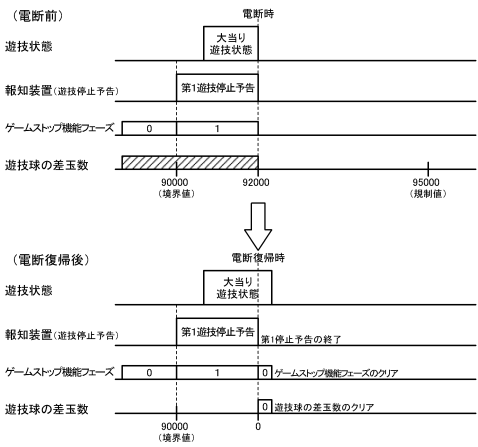 （電断前）
電断時
遊技状態
大当り
遊技状態
報知装置（遊技停止予告）
第1遊技停止予告
ゲームストップ機能フェーズ
0
1
遊技球の差玉数
90000
（境界値）
92000
95000
（規制値）
（電断復帰後）
電断復帰時
遊技状態
大当り
遊技状態
報知装置（遊技停止予告）
第1遊技停止予告
第1停止予告の終了
ゲームストップ機能フェーズ
0
1
0
ゲームストップ機能フェーズのクリア
遊技球の差玉数
0
遊技球の差玉数のクリア
90000
（境界値）
0